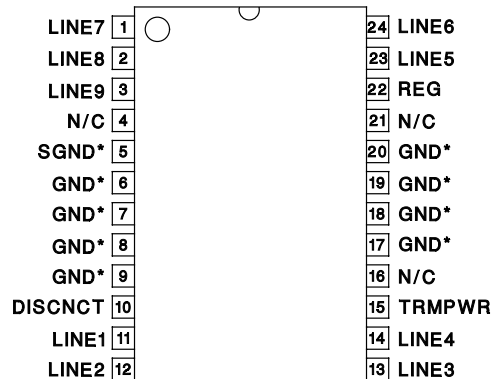 LINE7 1 24 LINE6
LINE8 2 23 LINE5
LINE9 3 22 REG
N/C 4 21 N/C
SGND* 5 20 GND*
GND* 6 19 GND*
GND* 7 18 GND*
GND* 8 17 GND*
GND* 9 16 N/C
DISCNCT 10 15 TRMPWR
LINE1 11 14 LINE4
LINE2 12 13 LINE3